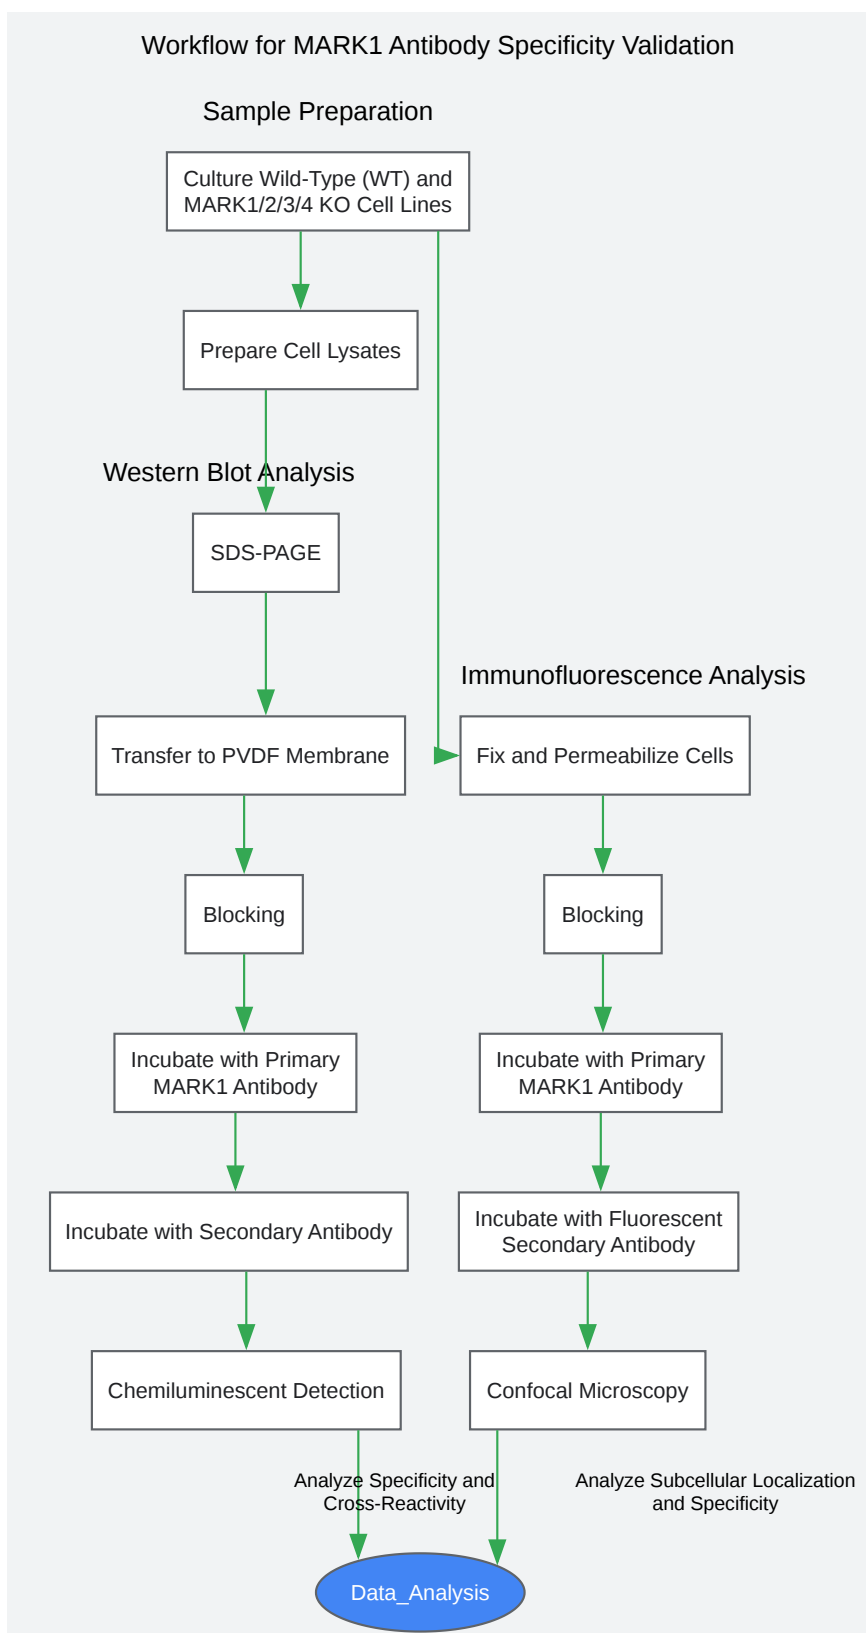 Workflow for MARK1 Antibody Specificity Validation
Sample Preparation
Culture Wild-Type (WT) and
MARK1/2/3/4 KO Cell Lines
Prepare Cell Lysates
Western Blot Analysis
SDS-PAGE
Immunofluorescence Analysis
Transfer to PVDF Membrane
Fix and Permeabilize Cells
Blocking
Blocking
Incubate with Primary
MARK1 Antibody
Incubate with Primary
MARK1 Antibody
Incubate with Secondary Antibody
Incubate with Fluorescent
Secondary Antibody
Chemiluminescent Detection
Confocal Microscopy
Analyze Specificity and
Cross-Reactivity
Analyze Subcellular Localization
and Specificity
Data_Analysis